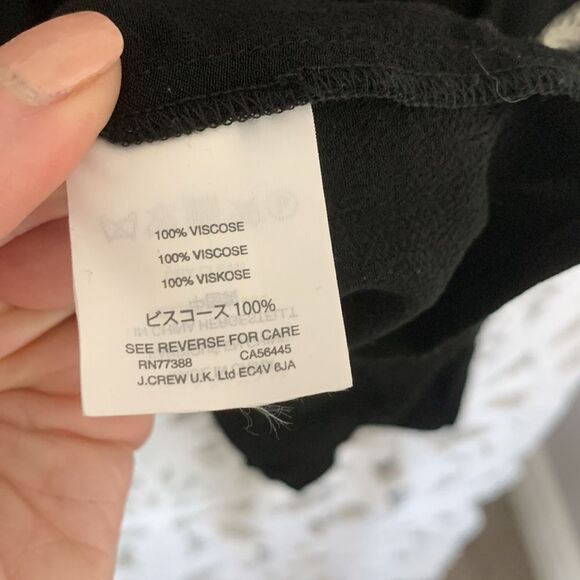 100% VISCOSE
100% VISCOSE
100% VISKOSE
ビスコース 100%
SEE REVERSE FOR CARE
RN77388 CA56445
J.CREW U.K. Ltd EC4V 6JA